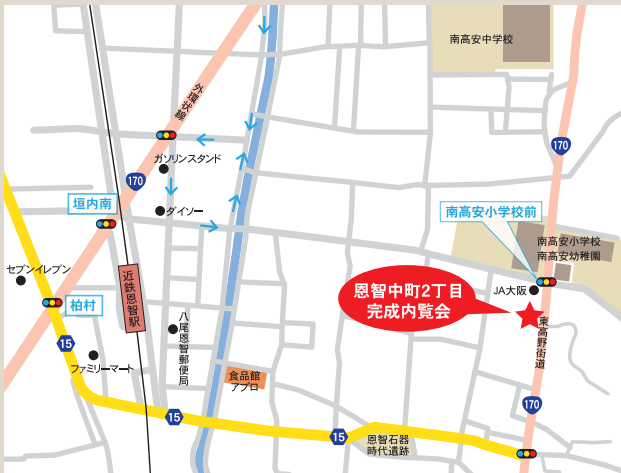 南高安中学校
外環状線
ガソリンスタンド
170
170
垣内南
ダイソー
南高安小学校前
南高安小学校
南高安幼稚園
セブンイレブン
近鉄恩智駅
JA大阪
恩智中町2丁目
完成内覧会
柏村
八尾恩智郵便局
東高野街道
15
ファミリーマート
食品館
アプロ
170
15
15
恩智石器
時代遺跡